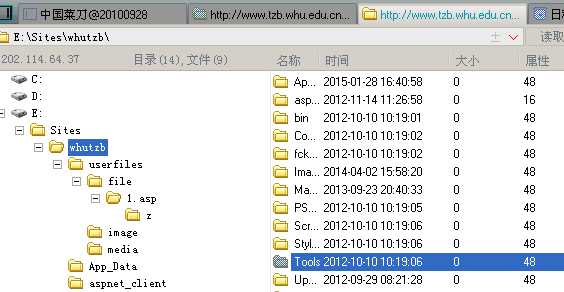 中国菜刀@20100928 http://www.tzb.whu.edu.cn... http://www.tzb.whu.edu.cn...
E:\Sites\whutzb\ 读取
202.114.64.37 目录(14),文件(9) 名称 时间 大小 属性
C:
D:
E:
Sites
whutzb
userfiles
file
1.asp
z
image
media
App_Data
aspnet_client
Ap... 2015-01-28 16:40:58 0 48
asp... 2012-11-14 11:26:58 0 16
bin 2012-10-10 10:19:01 0 48
Co... 2012-10-10 10:19:02 0 48
fck... 2012-10-10 10:19:02 0 48
Ima... 2014-04-02 15:58:20 0 48
Ma... 2013-09-23 20:40:33 0 48
PS... 2012-10-10 10:19:05 0 48
Scr... 2012-10-10 10:19:06 0 48
Styl... 2012-10-10 10:19:06 0 48
Tools 2012-10-10 10:19:06 0 48
Up... 2012-09-29 08:21:28 0 48